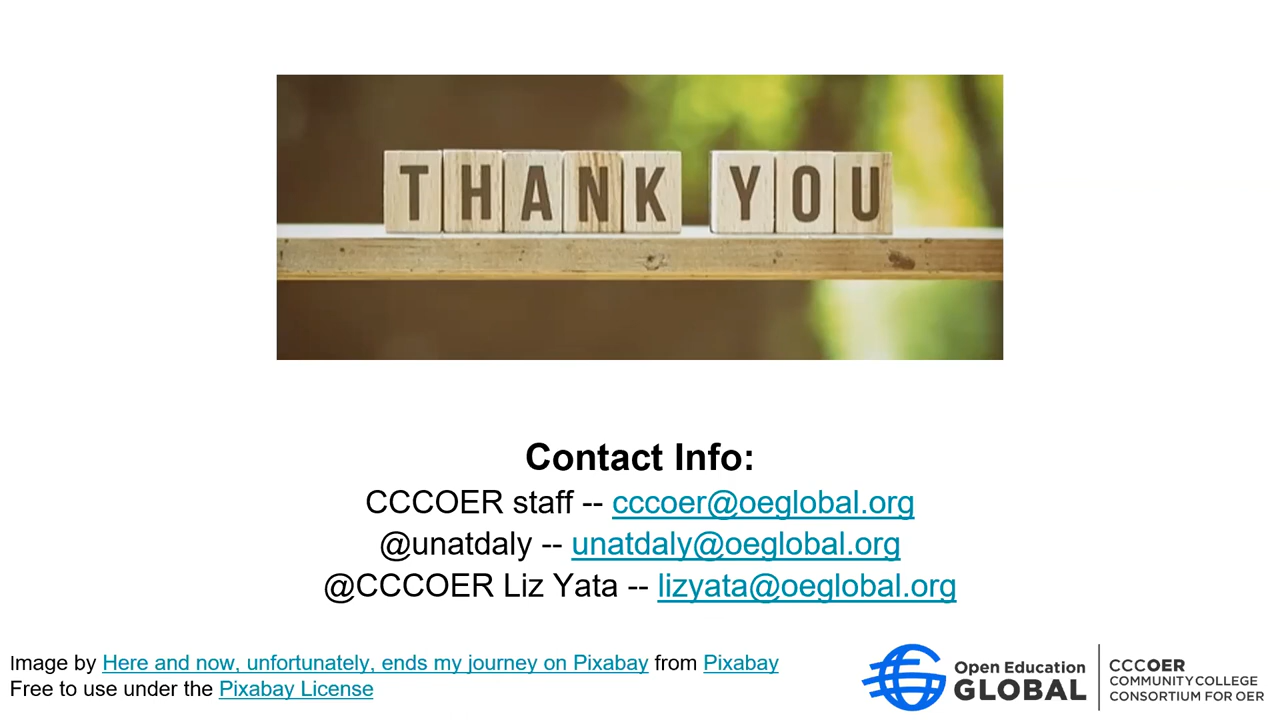 THANK YOU
Contact Info:
CCCOER staff -- cccoer@oeglobal.org
@unatdaly -- unatdaly@oeglobal.org
@CCCOER Liz Yata -- lizyata@oeglobal.org
Image by Here and now, unfortunately, ends my journey on Pixabay from Pixabay
Free to use under the Pixabay License
Open Education
GLOBAL
CCCOER
COMMUNITY COLLEGE
CONSORTIUM FOR OER